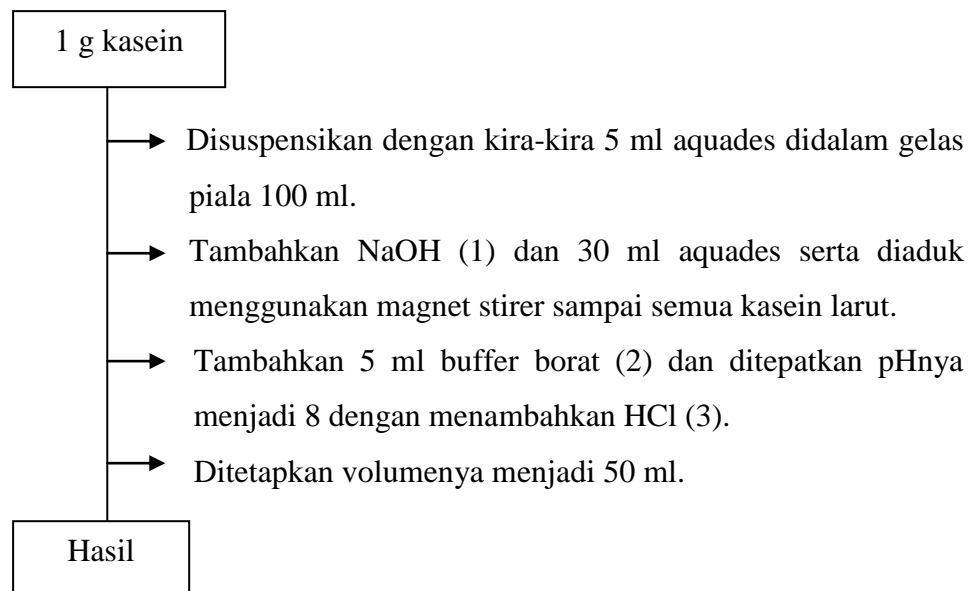 1 g kasein
Disuspensikan dengan kira-kira 5 ml aquades didalam gelas
piala 100 ml.
Tambahkan NaOH (1) dan 30 ml aquades serta diaduk
menggunakan magnet stirer sampai semua kasein larut.
Tambahkan 5 ml buffer borat (2) dan ditepatkan pHnya
menjadi 8 dengan menambahkan HCl (3).
Ditetapkan volumenya menjadi 50 ml.
Hasil